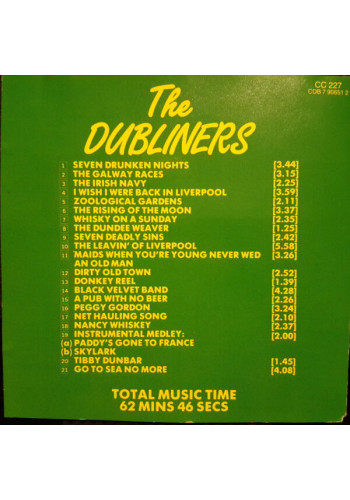 CC 227
CDB 7 90651 2
The
DUBLINERS
1 SEVEN DRUNKEN NIGHTS [3.44]
2 THE GALWAY RACES [3.15]
3 THE IRISH NAVY [2.25]
4 I WISH I WERE BACK IN LIVERPOOL [3.59]
5 ZOOLOGICAL GARDENS [2.11]
6 THE RISING OF THE MOON [3.37]
7 WHISKY ON A SUNDAY [2.35]
8 THE DUNDEE WEAVER [1.25]
9 SEVEN DEADLY SINS [2.42]
10 THE LEAVIN' OF LIVERPOOL [5.58]
11 MAIDS WHEN YOU'RE YOUNG NEVER WED [3.26]
AN OLD MAN
12 DIRTY OLD TOWN [2.52]
13 DONKEY REEL [1.39]
14 BLACK VELVET BAND [4.28]
15 A PUB WITH NO BEER [2.26]
16 PEGGY GORDON [3.24]
17 NET HAULING SONG [2.10]
18 NANCY WHISKEY [2.37]
19 INSTRUMENTAL MEDLEY: [2.00]
(a) PADDY'S GONE TO FRANCE
(b) SKYLARK
20 TIBBY DUNBAR [1.45]
21 GO TO SEA NO MORE [4.08]
TOTAL MUSIC TIME
62 MINS 46 SECS